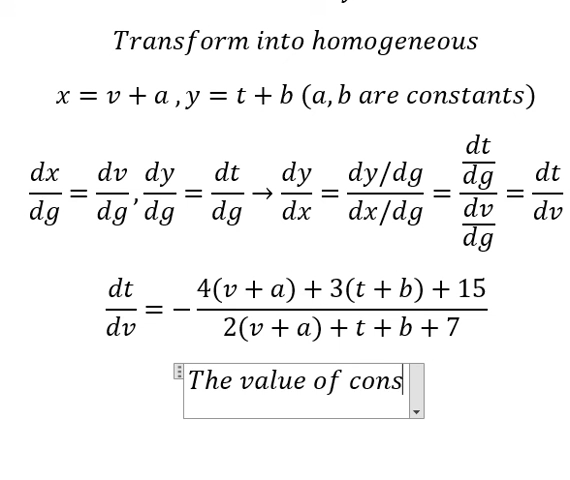 Transform into homogeneous
x = v + a , y = t + b (a, b are constants)
dx/dg = dv/dg , dy/dg = dt/dg → dy/dx = (dy/dg)/(dx/dg) = (dt/dg)/(dv/dg) = dt/dv
dt/dv = − (4(v + a) + 3(t + b) + 15)/(2(v + a) + t + b + 7)
The value of cons